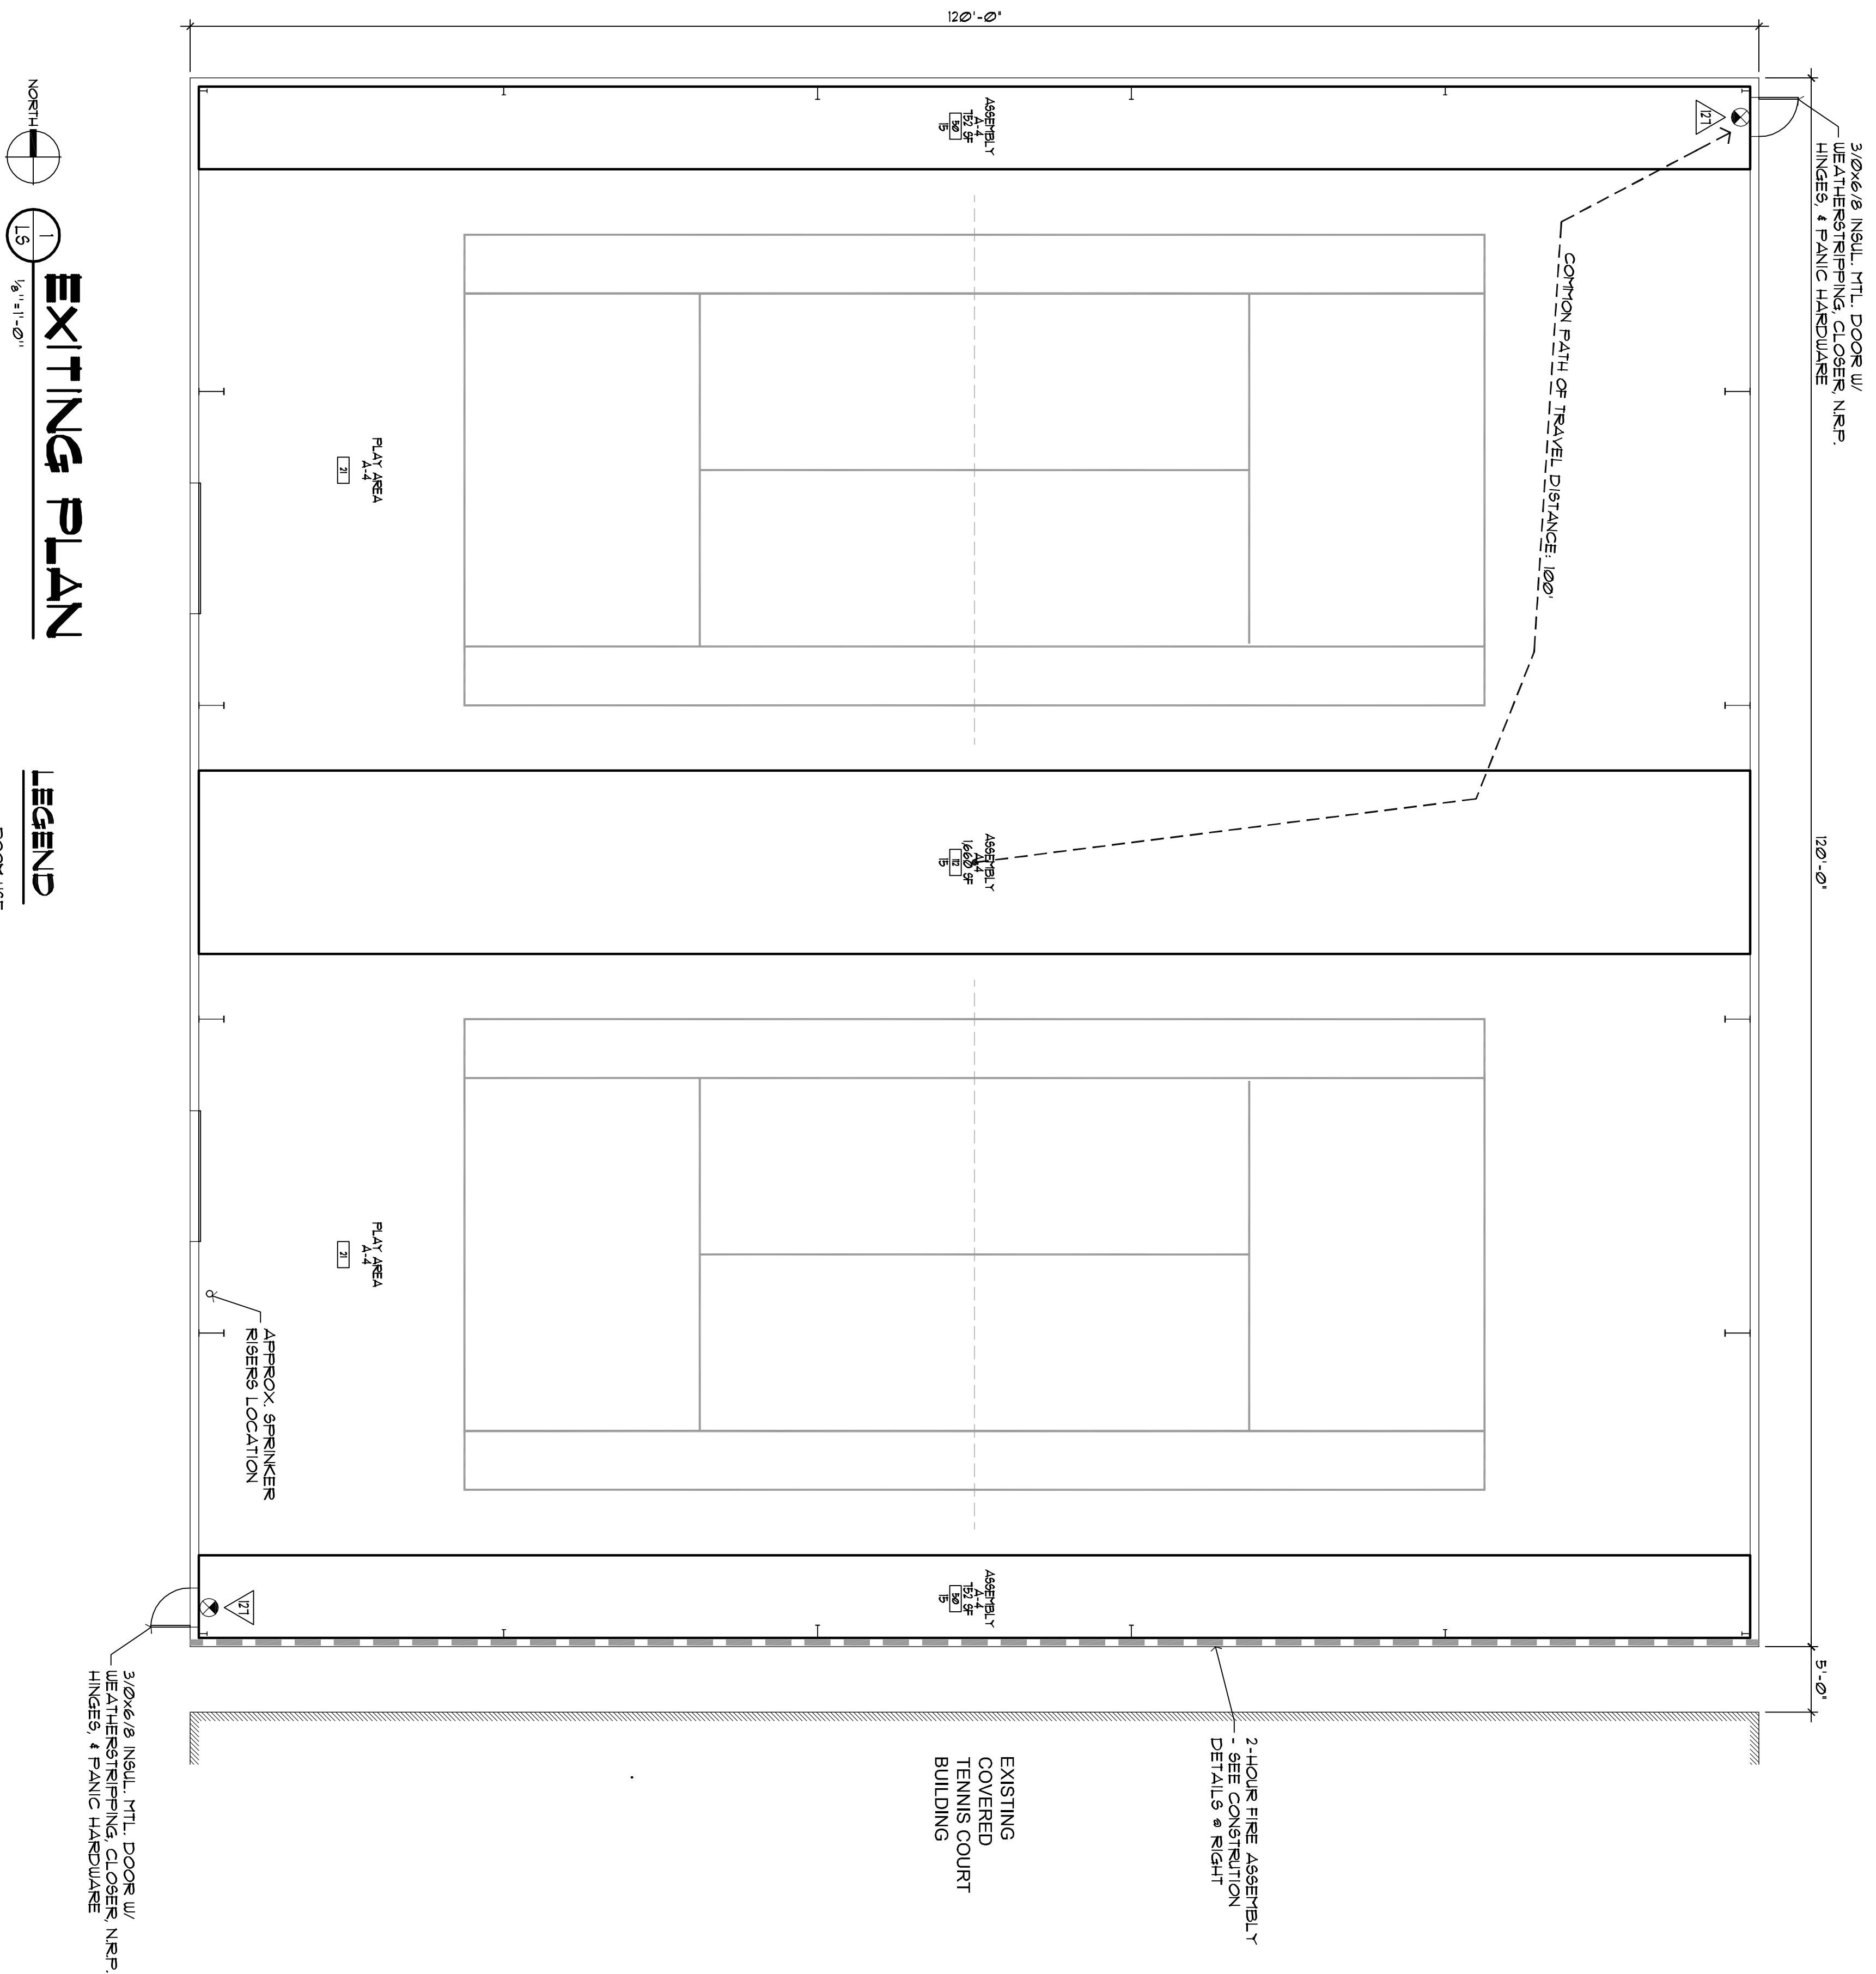 120'-0"
3/0x6/8 INSUL. MTL. DOOR W/
WEATHERSTRIPPING, CLOSER, N.R.P.
HINGES, & PANIC HARDWARE
120'-0"
5'-0"
127
COMMON PATH OF TRAVEL DISTANCE: 100'
ASSEMBLY
A-4
752 SF
50
15
ASSEMBLY
A-4
1,660 SF
112
15
ASSEMBLY
A-4
752 SF
50
15
2-HOUR FIRE ASSEMBLY
- SEE CONSTRUTION
DETAILS @ RIGHT
EXISTING
COVERED
TENNIS COURT
BUILDING
PLAY AREA
A-4
21
PLAY AREA
A-4
21
APPROX. SPRINKER
RISERS LOCATION
127
3/0x6/8 INSUL. MTL. DOOR W/
WEATHERSTRIPPING, CLOSER, N.R.P.
HINGES, & PANIC HARDWARE
NORTH
1
LS
EXITING PLAN
1/8"=1'-0"
LEGEND